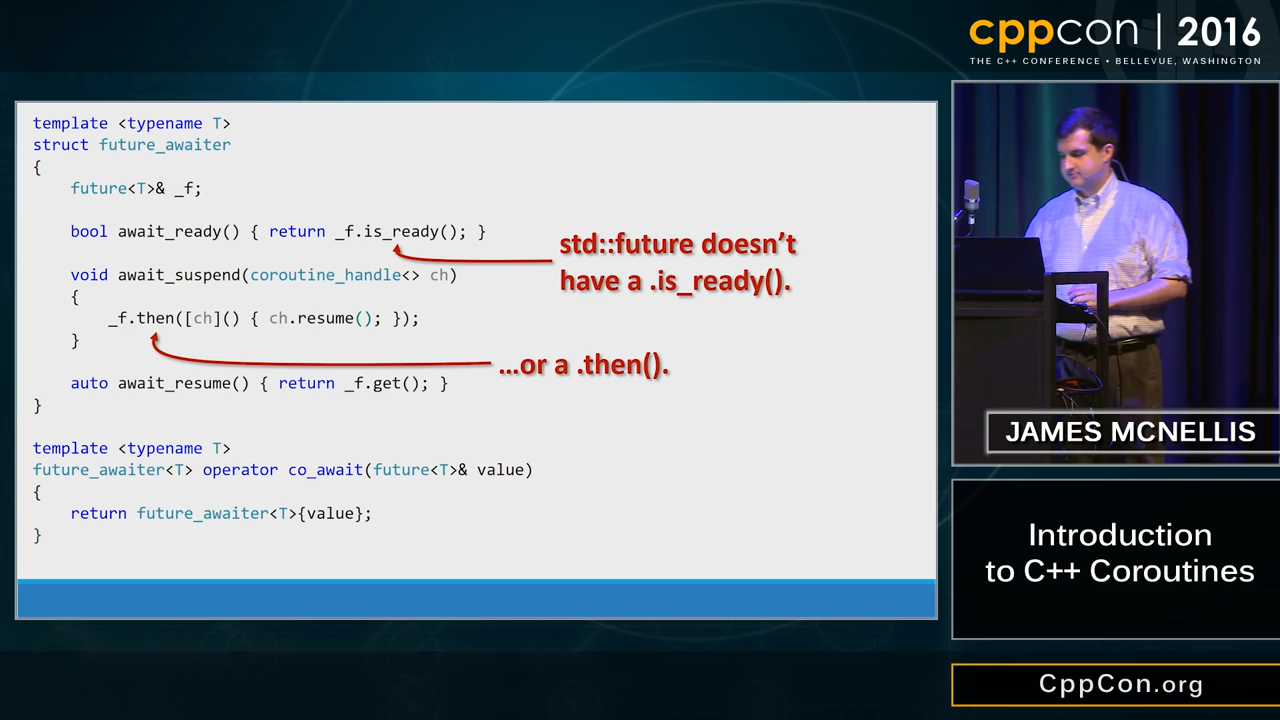 cppcon | 2016
THE C++ CONFERENCE • BELLEVUE, WASHINGTON
template <typename T>
struct future_awaiter
{
    future<T>& _f;
    bool await_ready() { return _f.is_ready(); }
std::future doesn't
have a .is_ready().
    void await_suspend(coroutine_handle<> ch)
    {
        _f.then([ch]() { ch.resume(); });
    }
…or a .then().
    auto await_resume() { return _f.get(); }
}
template <typename T>
future_awaiter<T> operator co_await(future<T>& value)
{
    return future_awaiter<T>{value};
}
JAMES MCNELLIS
Introduction
to C++ Coroutines
CppCon.org